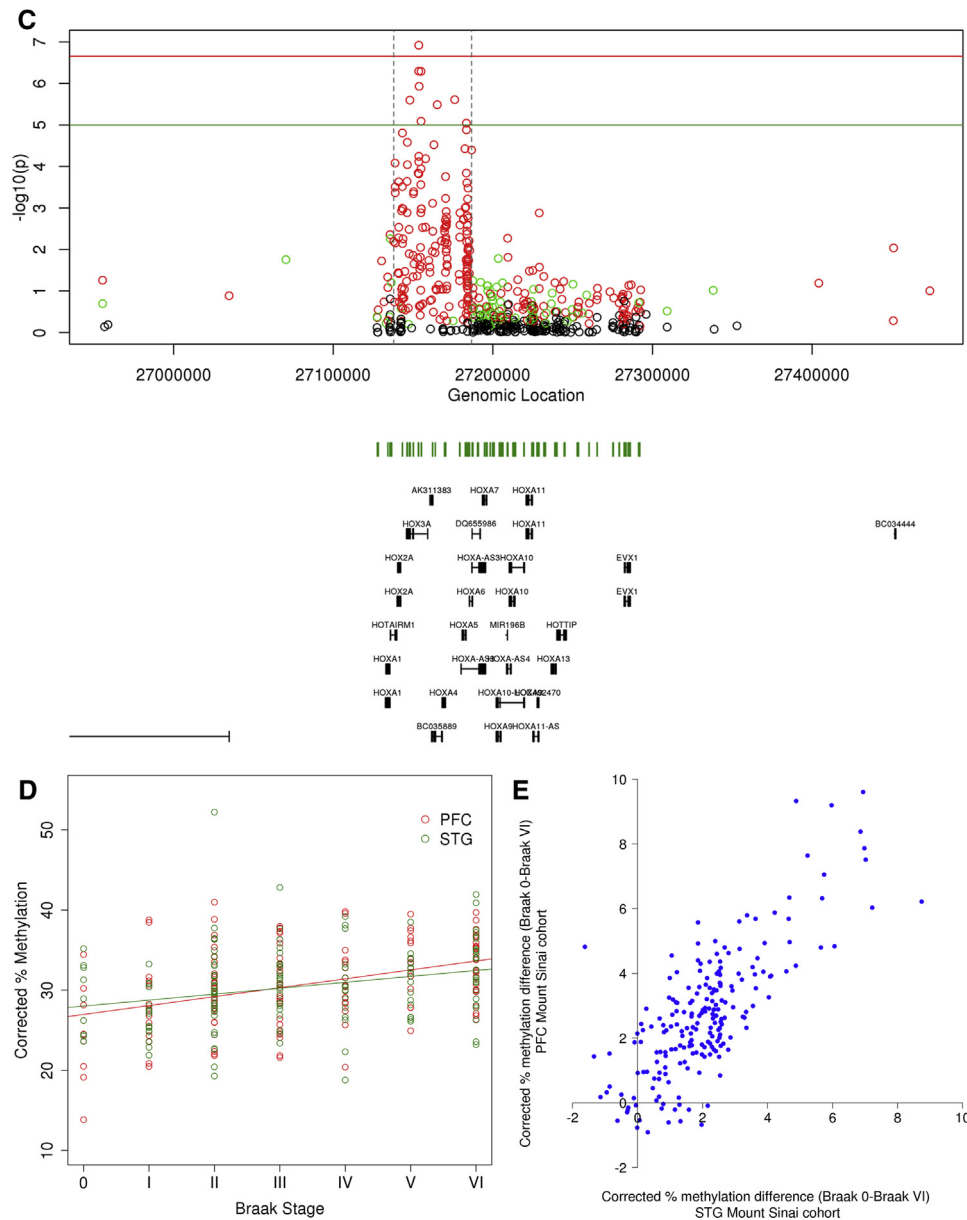 C
7
6
5
4
3
2
1
0
-log10(p)
27000000 27100000 27200000 27300000 27400000
Genomic Location
AK311383 HOXA7 HOXA11
HOX3A DQ655986 HOXA11 BC034444
HOX2A HOXA-AS3 HOXA10 EVX1
HOX2A HOXA6 HOXA10 EVX1
HOTAIRM1 HOXA5 MIR196B HOTTIP
HOXA1 HOXA-AS3 HOXA-AS4 HOXA13
HOXA1 HOXA4
BC035889 HOXA9 HOXA11-AS
D
PFC
STG
50
40
30
20
10
Corrected % Methylation
0 I II III IV V VI
Braak Stage
E
10
8
6
4
2
0
-2
Corrected % methylation difference (Braak 0-Braak VI)
PFC Mount Sinai cohort
-2 0 2 4 6 8 10
Corrected % methylation difference (Braak 0-Braak VI)
STG Mount Sinai cohort